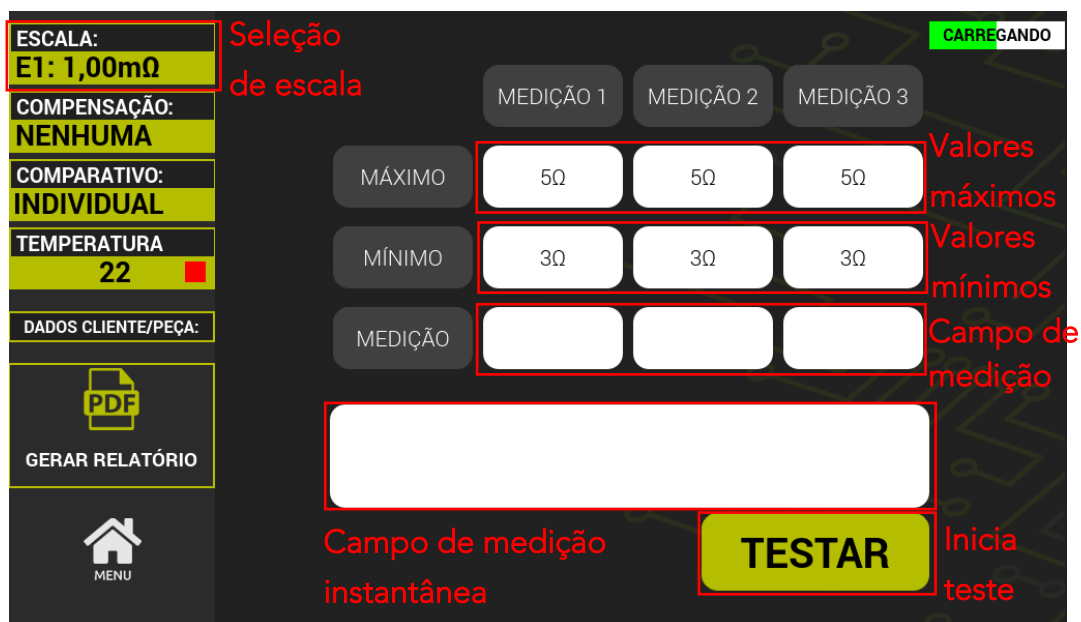 ESCALA:
E1: 1,00mΩ
Seleção
de escala
CARREGANDO
COMPENSAÇÃO:
NENHUMA
COMPARATIVO:
INDIVIDUAL
TEMPERATURA
22
DADOS CLIENTE/PEÇA:
PDF
GERAR RELATÓRIO
MENU
MEDIÇÃO 1 MEDIÇÃO 2 MEDIÇÃO 3
MÁXIMO 5Ω 5Ω 5Ω
Valores
máximos
MÍNIMO 3Ω 3Ω 3Ω
Valores
mínimos
MEDIÇÃO
Campo de
medição
Campo de medição
instantânea
TESTAR
Inicia
teste